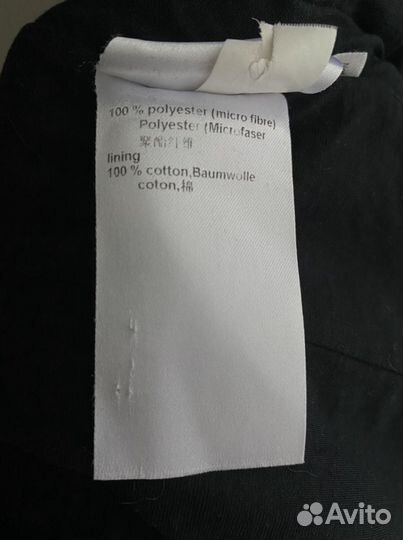 100 % polyester (micro fibre)
Polyester (Microfaser
聚酯纤维
lining
100 % cotton,Baumwolle
coton,棉
Avito